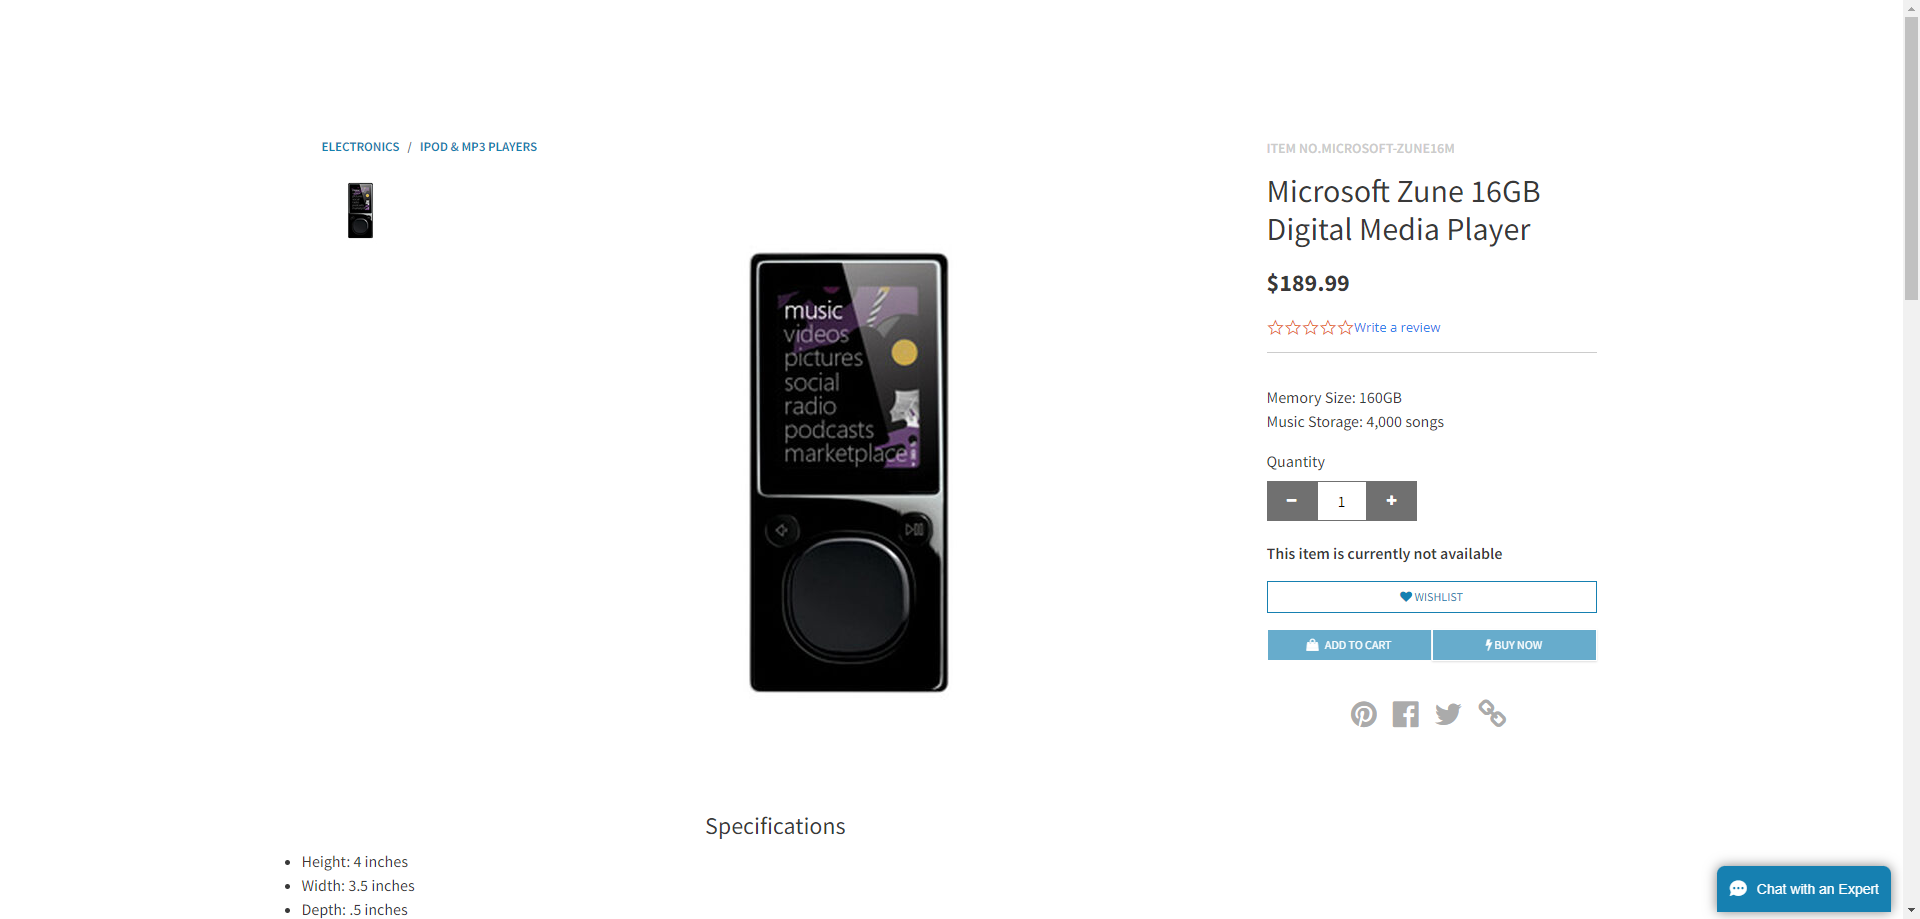 ELECTRONICS / IPOD & MP3 PLAYERS
ITEM NO.MICROSOFT-ZUNE16M
Microsoft Zune 16GB
Digital Media Player
$189.99
Write a review
music
videos
pictures
social
radio
podcasts
marketplace
Memory Size: 160GB
Music Storage: 4,000 songs
Quantity
1
This item is currently not available
WISHLIST
ADD TO CART
BUY NOW
Specifications
Height: 4 inches
Width: 3.5 inches
Depth: .5 inches
Chat with an Expert